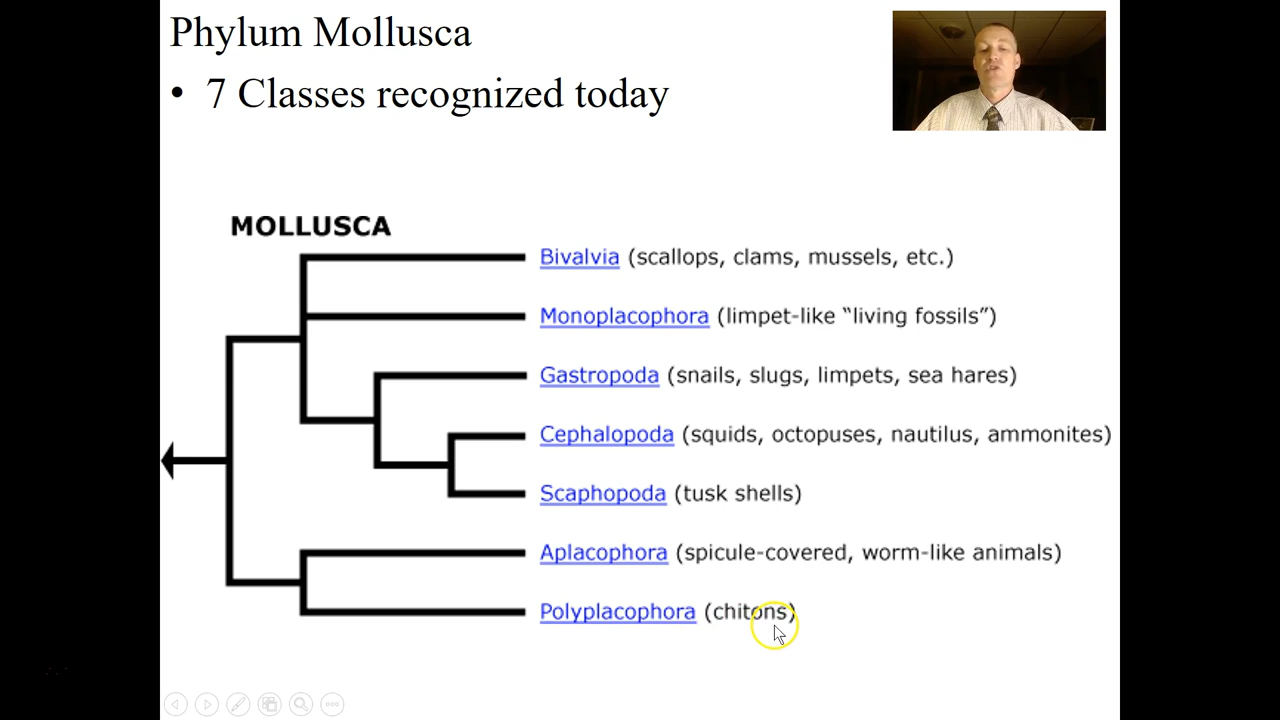 Phylum Mollusca
• 7 Classes recognized today
MOLLUSCA
Bivalvia (scallops, clams, mussels, etc.)
Monoplacophora (limpet-like “living fossils”)
Gastropoda (snails, slugs, limpets, sea hares)
Cephalopoda (squids, octopuses, nautilus, ammonites)
Scaphopoda (tusk shells)
Aplacophora (spicule-covered, worm-like animals)
Polyplacophora (chitons)